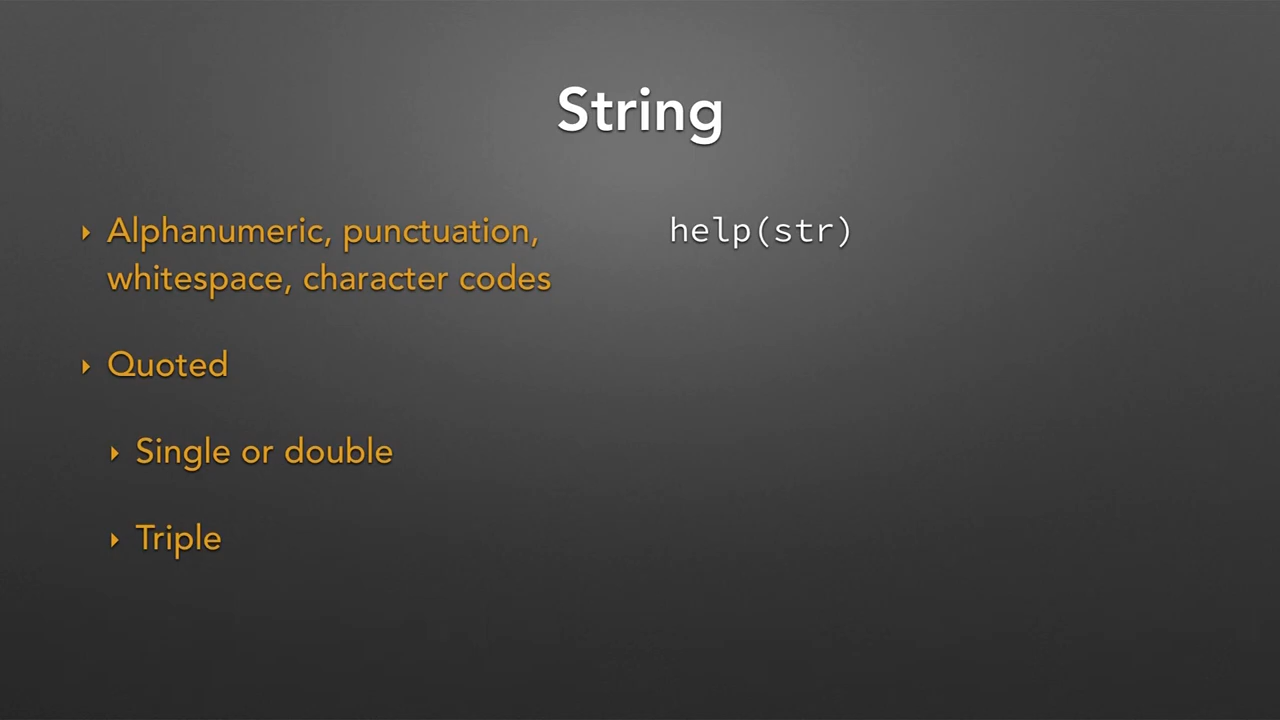 String
Alphanumeric, punctuation,
whitespace, character codes
Quoted
Single or double
Triple
help(str)